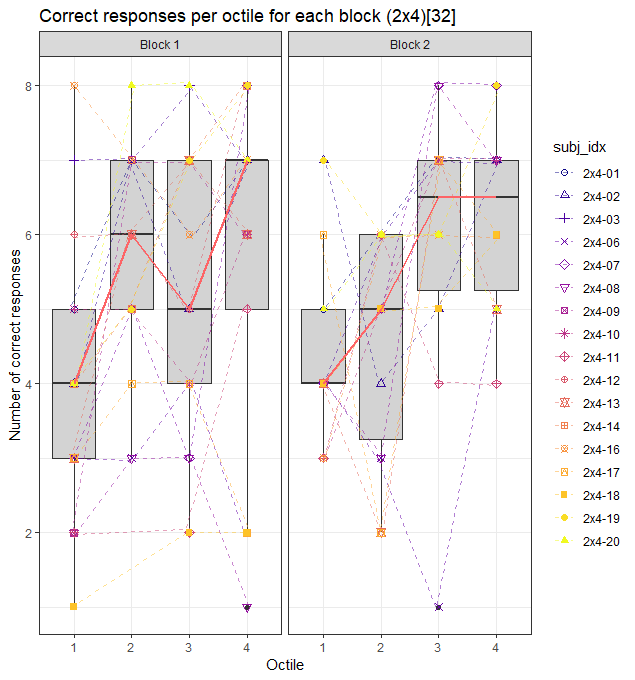 Correct responses per octile for each block (2x4)[32]
Block 1
Block 2
8
6
4
2
Number of correct responses
1 2 3 4
1 2 3 4
Octile
subj_idx
2x4-01
2x4-02
2x4-03
2x4-06
2x4-07
2x4-08
2x4-09
2x4-10
2x4-11
2x4-12
2x4-13
2x4-14
2x4-16
2x4-17
2x4-18
2x4-19
2x4-20